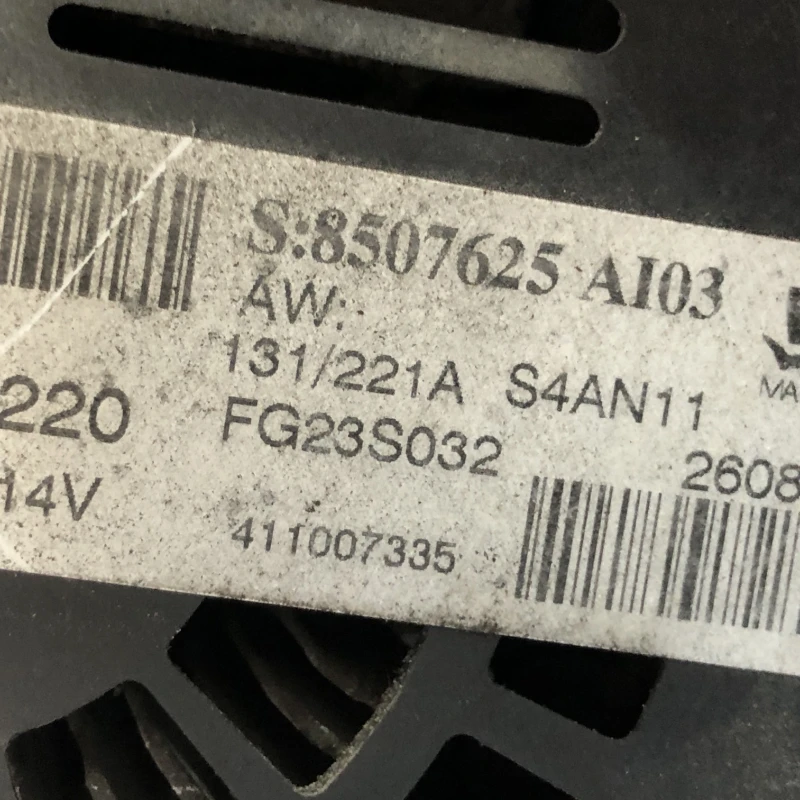 S:8507625 AI03
AW:
131/221A S4AN11
220
FG23S032
2608
14V
411007335